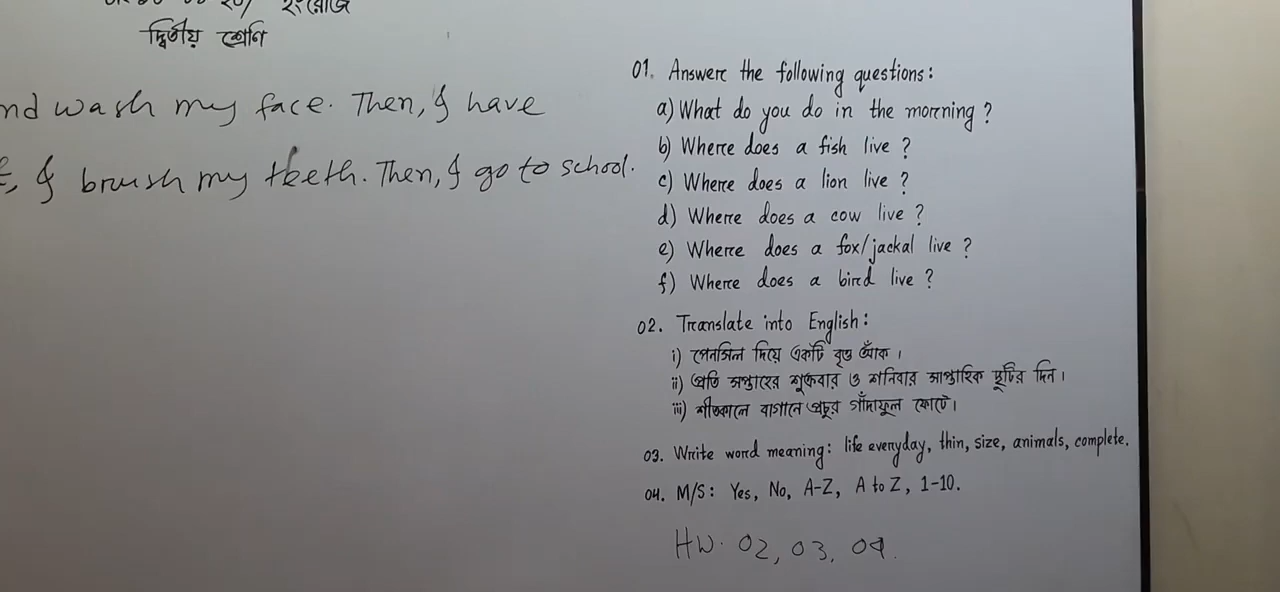 ইংরেজি
দ্বিতীয় শ্রেণি
nd wash my face. Then, I have
I brush my teeth. Then, I go to school.
01. Answer the following questions:
a) What do you do in the morning?
b) Where does a fish live?
c) Where does a lion live?
d) Where does a cow live?
e) Where does a fox/jackal live?
f) Where does a bird live?
02. Translate into English:
i) পেনসিল দিয়ে একটি বৃত্ত আঁক।
ii) প্রতি সপ্তাহের শুক্রবার ও শনিবার সাপ্তাহিক ছুটির দিন।
iii) শীতকালে বাগানে প্রচুর গাঁদাফুল ফোটে।
03. Write word meaning: life everyday, thin, size, animals, complete.
04. M/S: Yes, No, A-Z, A to Z, 1-10.
HW. 02, 03, 04.